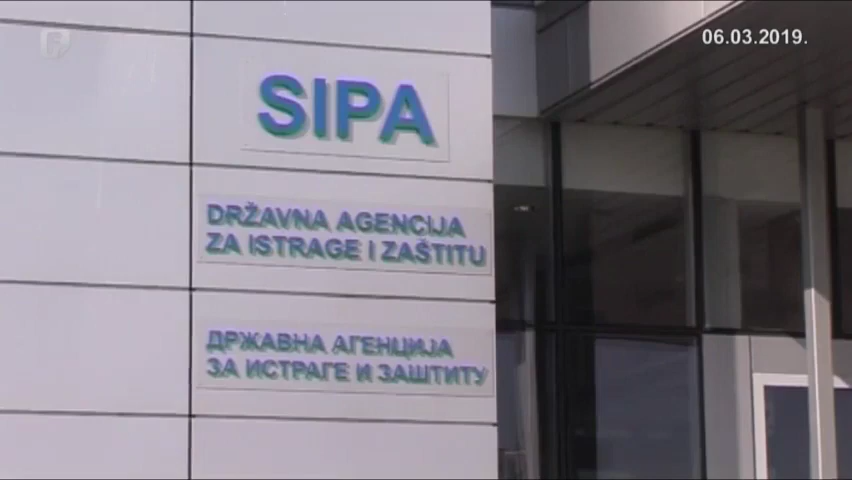 06.03.2019.
SIPA
DRŽAVNA AGENCIJA
ZA ISTRAGE I ZAŠTITU
ДРЖАВНА АГЕНЦИЈА
ЗА ИСТРАГЕ И ЗАШТИТУ